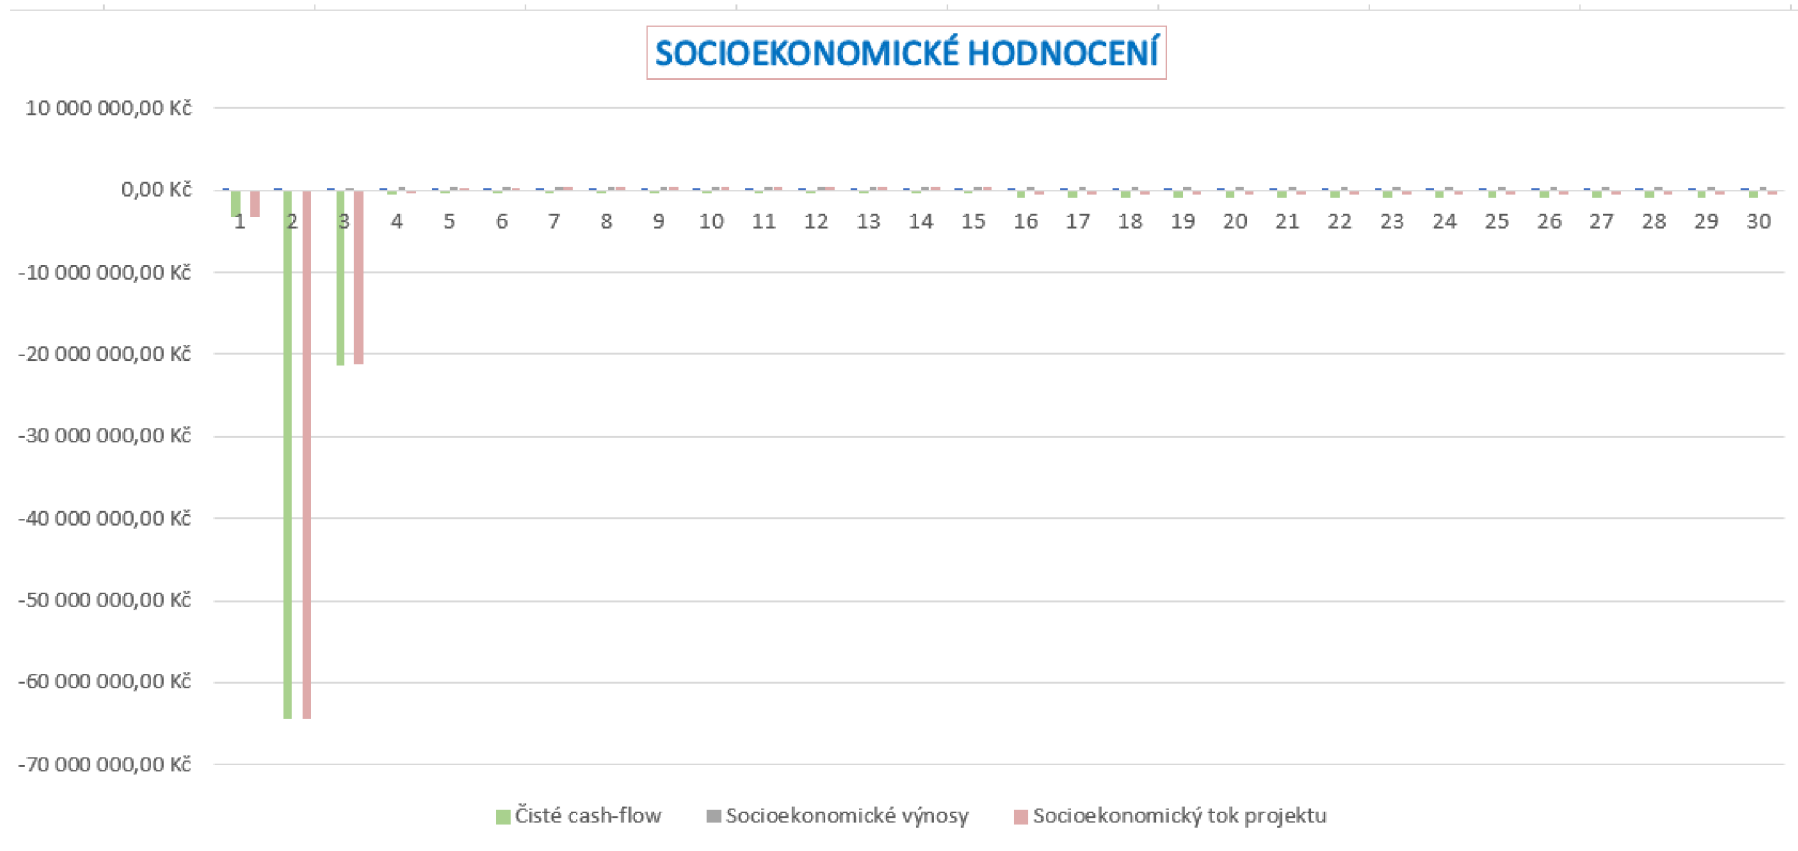 SOCIOEKONOMICKÉ HODNOCENÍ
10 000 000,00 Kč
0,00 Kč
1 2 3 4 5 6 7 8 9 10 11 12 13 14 15 16 17 18 19 20 21 22 23 24 25 26 27 28 29 30
-10 000 000,00 Kč
-20 000 000,00 Kč
-30 000 000,00 Kč
-40 000 000,00 Kč
-50 000 000,00 Kč
-60 000 000,00 Kč
-70 000 000,00 Kč
Čisté cash-flow Socioekonomické výnosy Socioekonomický tok projektu